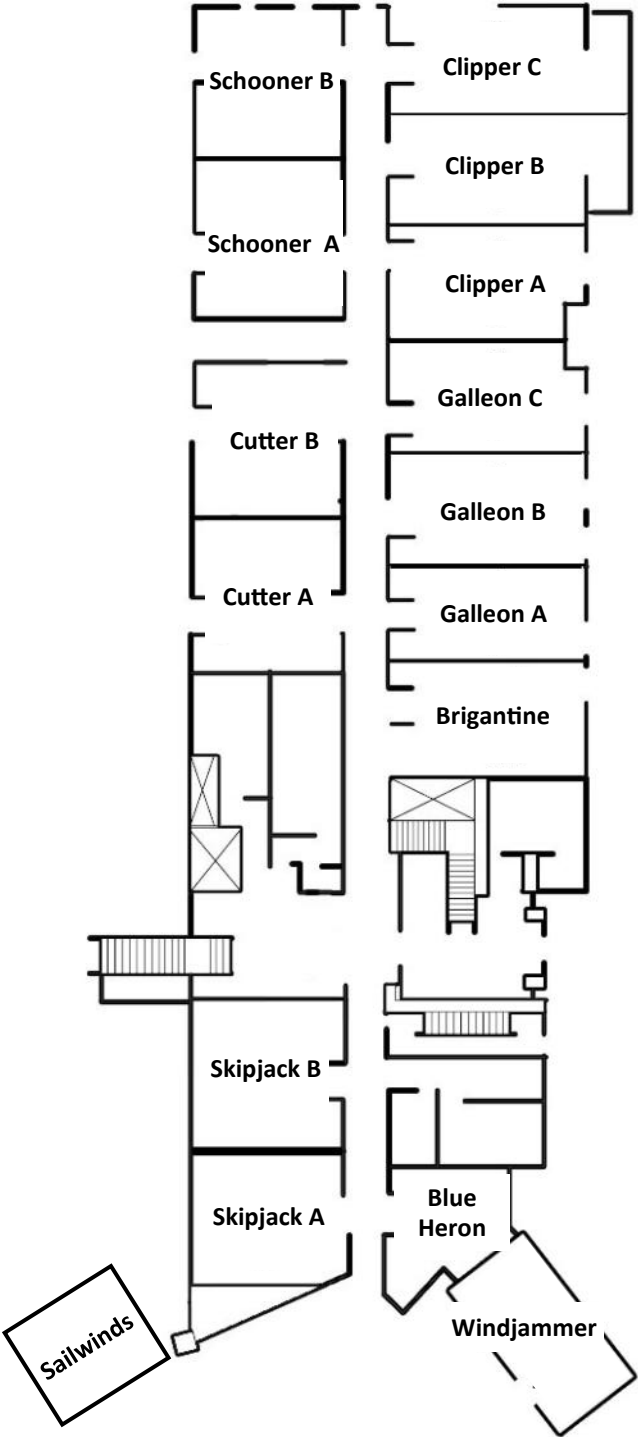 Schooner B
Clipper C
Clipper B
Schooner A
Clipper A
Galleon C
Cutter B
Galleon B
Cutter A
Galleon A
Brigantine
Skipjack B
Skipjack A
Blue
Heron
Sailwinds
Windjammer